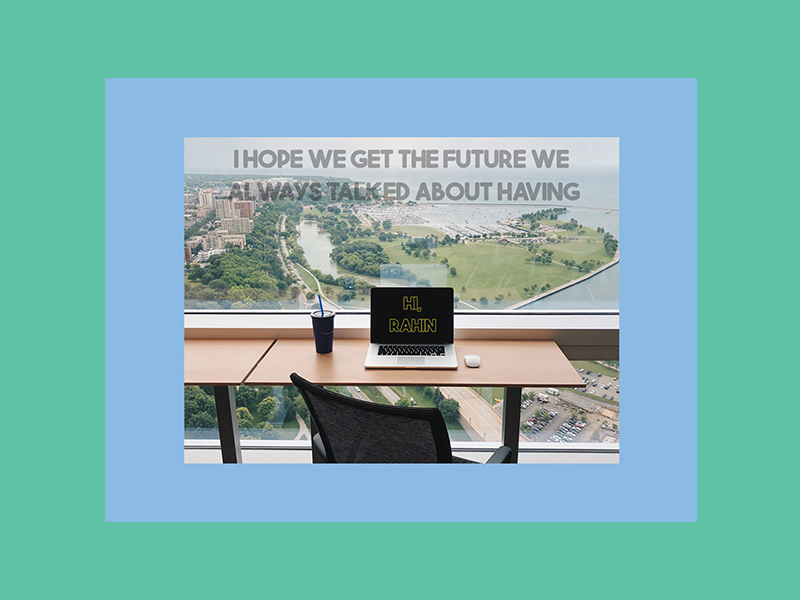 I HOPE WE GET THE FUTURE WE
ALWAYS TALKED ABOUT HAVING
HI,
RAHIN